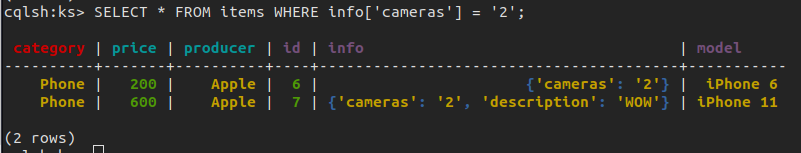 cqlsh:ks> SELECT * FROM items WHERE info['cameras'] = '2';
category | price | producer | id | info | model
----------+-------+----------+----+------------------------------------------+-----------
Phone | 200 | Apple | 6 | {'cameras': '2'} | iPhone 6
Phone | 600 | Apple | 7 | {'cameras': '2', 'description': 'WOW'} | iPhone 11
(2 rows)